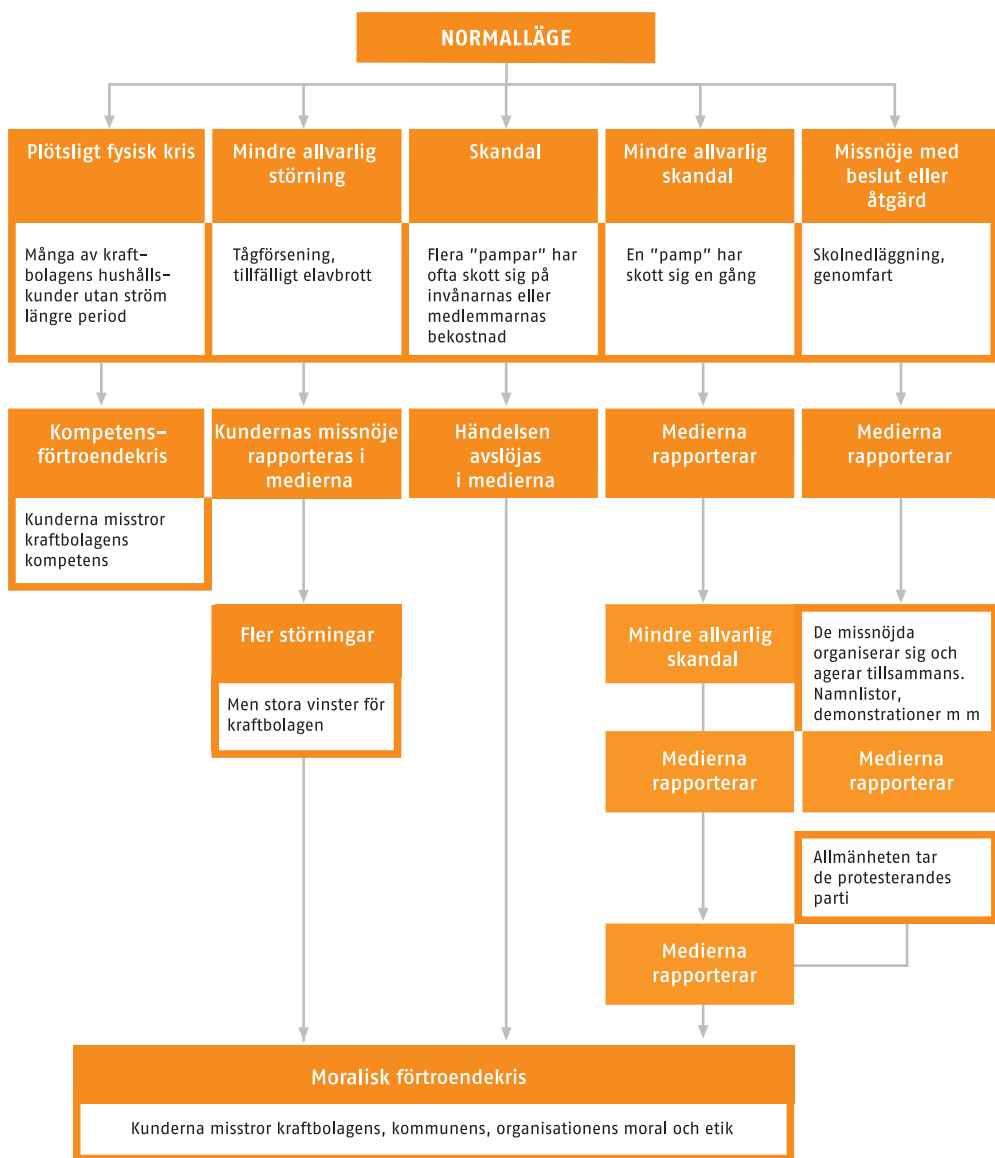 NORMALLÄGE
Plötsligt fysisk kris
Många av kraft-
bolagens hushålls-
kunder utan ström
längre period
Mindre allvarlig
störning
Tågförsening,
tillfälligt elavbrott
Skandal
Flera ”pampar” har
ofta skott sig på
invånarnas eller
medlemmarnas
bekostnad
Mindre allvarlig
skandal
En ”pamp” har
skott sig en gång
Missnöje med
beslut eller
åtgärd
Skolnedläggning,
genomfart
Kompetens–
förtroendekris
Kunderna misstror
kraftbolagens
kompetens
Kundernas missnöje
rapporteras i
medierna
Händelsen
avslöjas
i medierna
Medierna
rapporterar
Medierna
rapporterar
Fler störningar
Men stora vinster för
kraftbolagen
Mindre allvarlig
skandal
De missnöjda
organiserar sig och
agerar tillsammans.
Namnlistor,
demonstrationer m m
Medierna
rapporterar
Medierna
rapporterar
Allmänheten tar
de protesterandes
parti
Medierna
rapporterar
Moralisk förtroendekris
Kunderna misstror kraftbolagens, kommunens, organisationens moral och etik